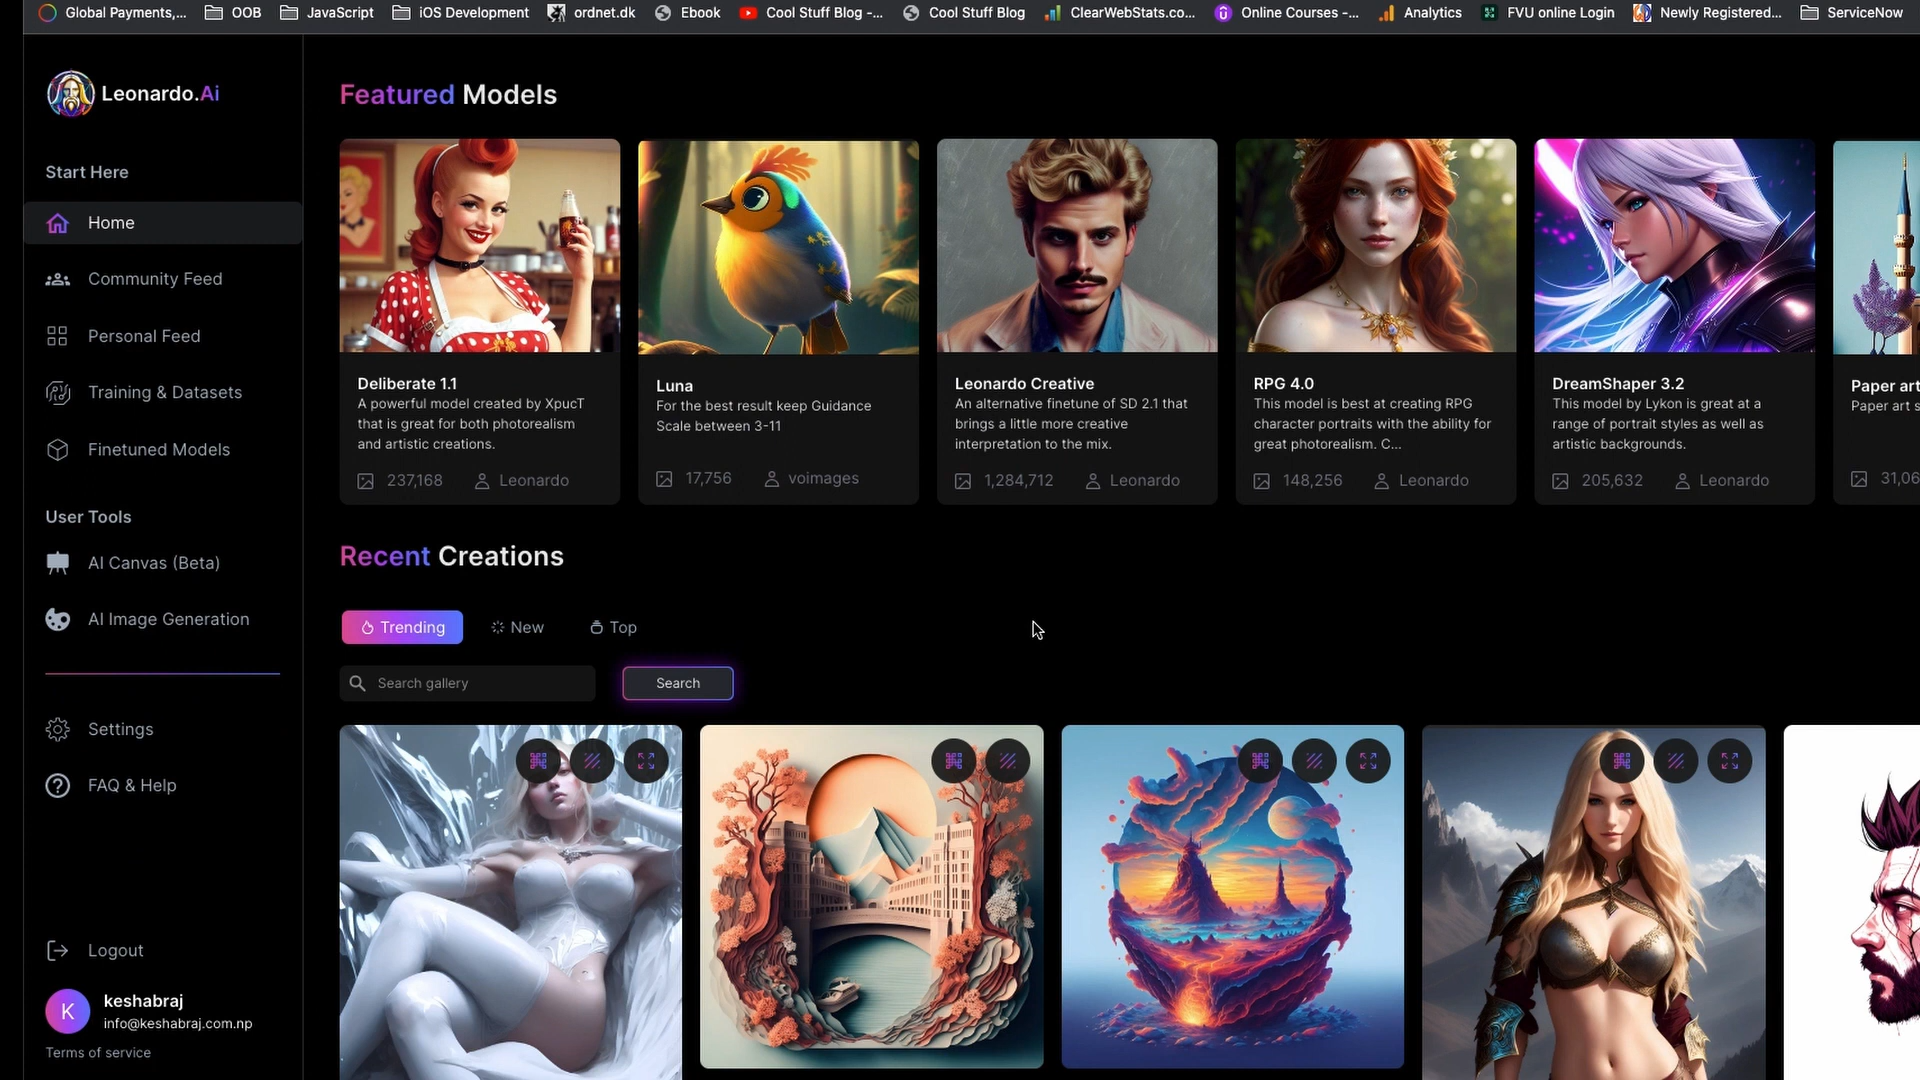 Global Payments,...
OOB
JavaScript
iOS Development
ordnet.dk
Ebook
Cool Stuff Blog -...
Cool Stuff Blog
ClearWebStats.co...
Online Courses -...
Analytics
FVU online Login
Newly Registered...
ServiceNow
Leonardo.Ai
Start Here
Home
Community Feed
Personal Feed
Training & Datasets
Finetuned Models
User Tools
AI Canvas (Beta)
AI Image Generation
Settings
FAQ & Help
Logout
K
keshabraj
info@keshabraj.com.np
Terms of service
Featured Models
Deliberate 1.1
A powerful model created by XpucT
that is great for both photorealism
and artistic creations.
237,168
Leonardo
Luna
For the best result keep Guidance
Scale between 3-11
17,756
voimages
Leonardo Creative
An alternative finetune of SD 2.1 that
brings a little more creative
interpretation to the mix.
1,284,712
Leonardo
RPG 4.0
This model is best at creating RPG
character portraits with the ability for
great photorealism. C...
148,256
Leonardo
DreamShaper 3.2
This model by Lykon is great at a
range of portrait styles as well as
artistic backgrounds.
205,632
Leonardo
Paper art
Paper art s
31,06
Recent Creations
Trending
New
Top
Search gallery
Search